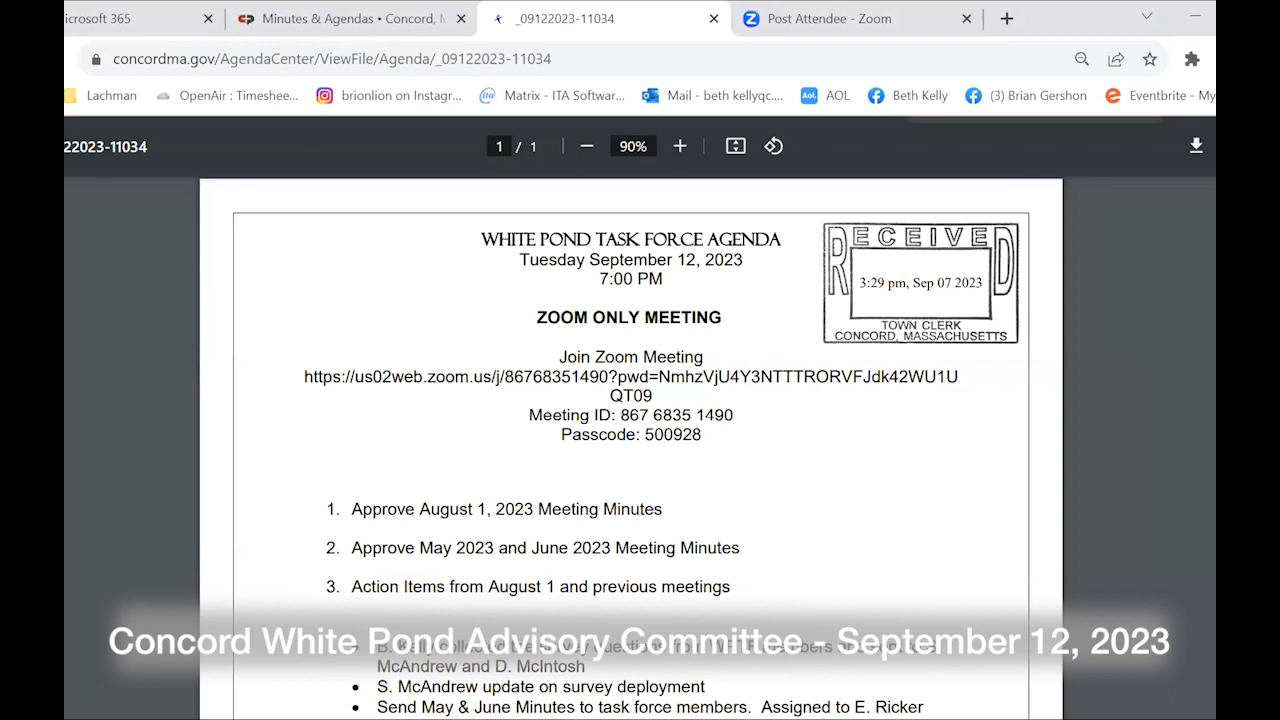 icrosoft 365
Minutes & Agendas • Concord, M
_09122023-11034
Post Attendee - Zoom
concordma.gov/AgendaCenter/ViewFile/Agenda/_09122023-11034
Lachman
OpenAir : Timeshee...
brionlion on Instagr...
Matrix - ITA Softwar...
Mail - beth kellyqc....
AOL
Beth Kelly
(3) Brian Gershon
Eventbrite - My
22023-11034
1 / 1
90%
WHITE POND TASK FORCE AGENDA
Tuesday September 12, 2023
7:00 PM
RECEIVED
3:29 pm, Sep 07 2023
TOWN CLERK
CONCORD, MASSACHUSETTS
ZOOM ONLY MEETING
Join Zoom Meeting
https://us02web.zoom.us/j/86768351490?pwd=NmhzVjU4Y3NTTTRORVFJdk42WU1U
QT09
Meeting ID: 867 6835 1490
Passcode: 500928
1. Approve August 1, 2023 Meeting Minutes
2. Approve May 2023 and June 2023 Meeting Minutes
3. Action Items from August 1 and previous meetings
Concord White Pond Advisory Committee - September 12, 2023
McAndrew and D. McIntosh
• S. McAndrew update on survey deployment
• Send May & June Minutes to task force members. Assigned to E. Ricker